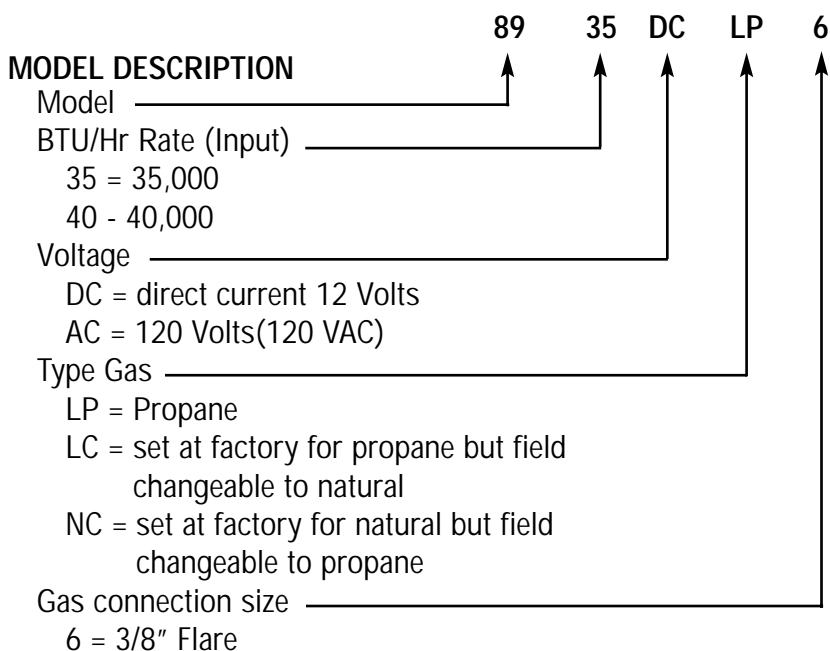 89 35 DC LP 6
MODEL DESCRIPTION
Model
BTU/Hr Rate (Input)
35 = 35,000
40 - 40,000
Voltage
DC = direct current 12 Volts
AC = 120 Volts(120 VAC)
Type Gas
LP = Propane
LC = set at factory for propane but field
changeable to natural
NC = set at factory for natural but field
changeable to propane
Gas connection size
6 = 3/8" Flare